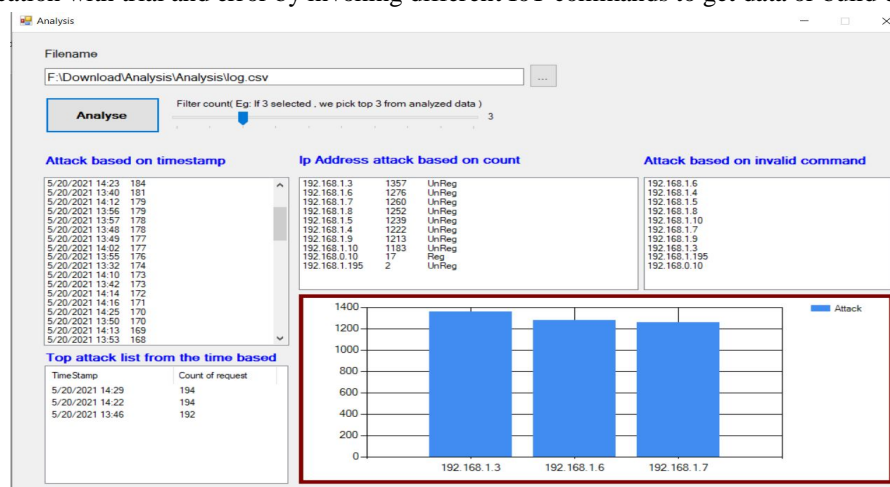 Analysis
Filename
F:\Download\Analysis\Analysis\log.csv
...
Analyse
Filter count( Eg: If 3 selected , we pick top 3 from analyzed data )
3
Attack based on timestamp
5/20/2021 14:23 184
5/20/2021 13:40 181
5/20/2021 14:12 179
5/20/2021 13:56 179
5/20/2021 13:57 178
5/20/2021 13:48 178
5/20/2021 13:49 177
5/20/2021 14:02 177
5/20/2021 13:55 176
5/20/2021 13:32 174
5/20/2021 14:10 173
5/20/2021 13:42 173
5/20/2021 14:14 172
5/20/2021 14:16 171
5/20/2021 14:25 170
5/20/2021 13:50 170
5/20/2021 14:13 169
5/20/2021 13:53 168
Ip Address attack based on count
192.168.1.3 1357 UnReg
192.168.1.6 1276 UnReg
192.168.1.7 1260 UnReg
192.168.1.8 1252 UnReg
192.168.1.5 1239 UnReg
192.168.1.4 1222 UnReg
192.168.1.9 1213 UnReg
192.168.1.10 1183 UnReg
192.168.0.10 17 Reg
192.168.1.195 2 UnReg
Attack based on invalid command
192.168.1.6
192.168.1.4
192.168.1.5
192.168.1.8
192.168.1.10
192.168.1.7
192.168.1.9
192.168.1.3
192.168.1.195
192.168.0.10
Top attack list from the time based
TimeStamp Count of request
5/20/2021 14:29 194
5/20/2021 14:22 194
5/20/2021 13:46 192
1400
1200
1000
800
600
400
200
0
192.168.1.3 192.168.1.6 192.168.1.7
Attack